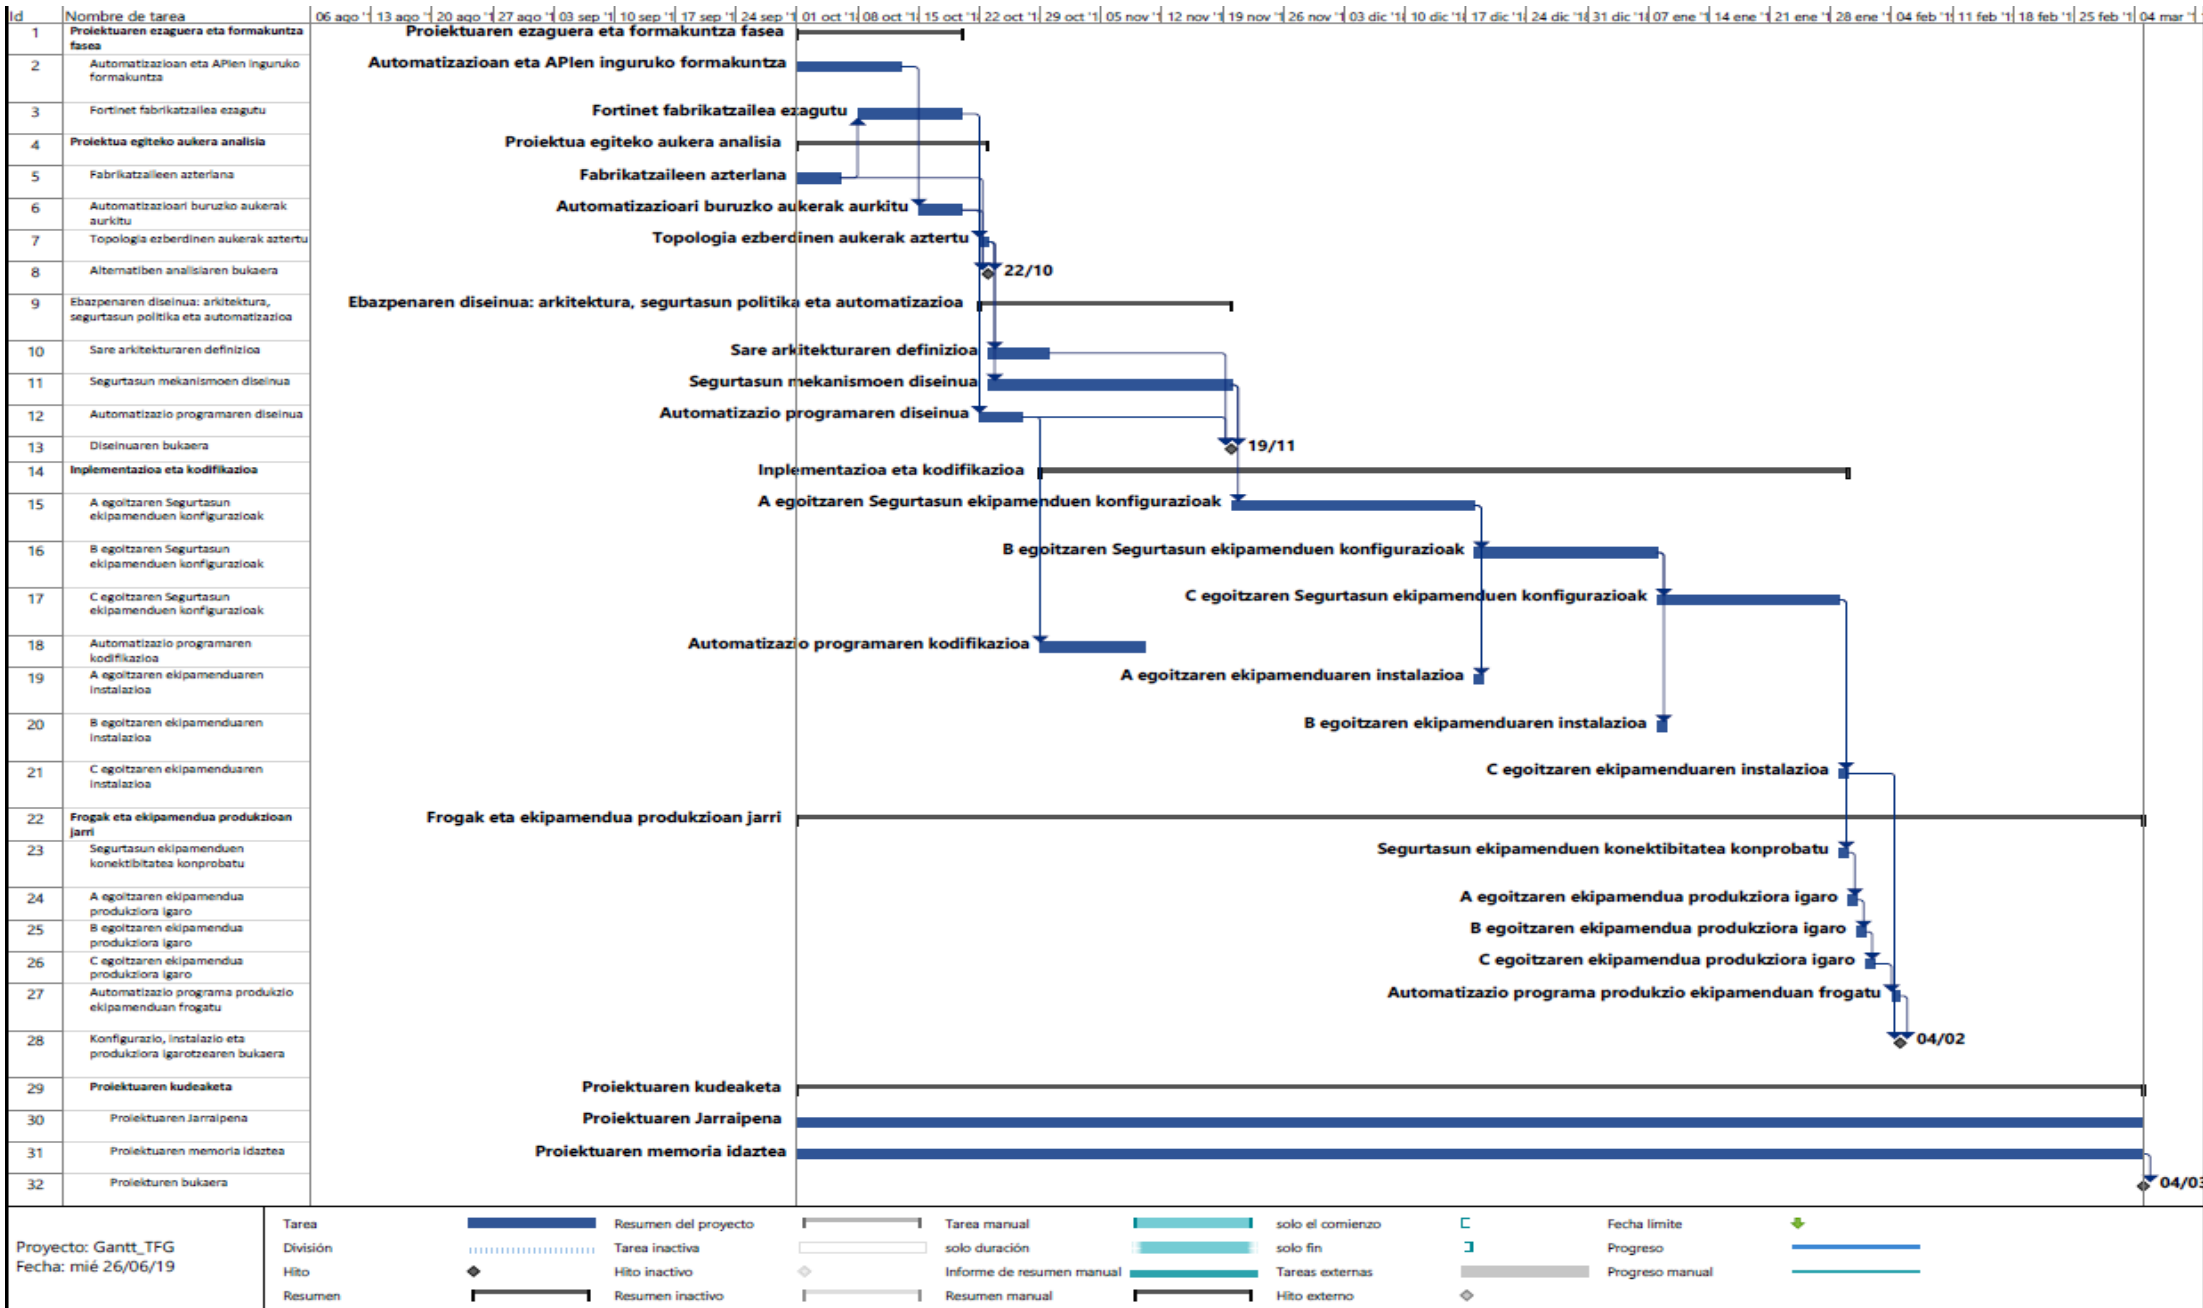 Id Nombre de tarea 06 ago '1 13 ago '1 20 ago '1 27 ago '1 03 sep '1 10 sep '1 17 sep '1 24 sep '1 01 oct '1 08 oct '1 15 oct '1 22 oct '1 29 oct '1 05 nov '1 12 nov '1 19 nov '1 26 nov '1 03 dic '1 10 dic '1 17 dic '1 24 dic '1 31 dic '1 07 ene '1 14 ene '1 21 ene '1 28 ene '1 04 feb '1 11 feb '1 18 feb '1 25 feb '1 04 mar '1
1 Proiektuaren ezaguera eta formakuntza Proiektuaren ezaguera eta formakuntza fasea
fasea
2 Automatizazioan eta APIen inguruko Automatizazioan eta APIen inguruko formakuntza
formakuntza
3 Fortinet fabrikatzailea ezagutu Fortinet fabrikatzailea ezagutu
4 Proiektua egiteko aukera analisia Proiektua egiteko aukera analisia
5 Fabrikatzaileen azterlana Fabrikatzaileen azterlana
6 Automatizazioari buruzko aukerak Automatizazioari buruzko aukerak aurkitu
aurkitu
7 Topologia ezberdinen aukerak aztertu Topologia ezberdinen aukerak aztertu
8 Alternatiben analisiaren bukaera 22/10
9 Ebazpenaren diseinua: arkitektura, Ebazpenaren diseinua: arkitektura, segurtasun politika eta automatizazioa
segurtasun politika eta automatizazioa
10 Sare arkitekturaren definizioa Sare arkitekturaren definizioa
11 Segurtasun mekanismoen diseinua Segurtasun mekanismoen diseinua
12 Automatizazio programaren diseinua Automatizazio programaren diseinua
13 Diseinuaren bukaera 19/11
14 Inplementazioa eta kodifikazioa Inplementazioa eta kodifikazioa
15 A egoitzaren Segurtasun A egoitzaren Segurtasun ekipamenduen konfigurazioak
ekipamenduen konfigurazioak
16 B egoitzaren Segurtasun B egoitzaren Segurtasun ekipamenduen konfigurazioak
ekipamenduen konfigurazioak
17 C egoitzaren Segurtasun C egoitzaren Segurtasun ekipamenduen konfigurazioak
ekipamenduen konfigurazioak
18 Automatizazio programaren Automatizazio programaren kodifikazioa
kodifikazioa
19 A egoitzaren ekipamenduaren A egoitzaren ekipamenduaren instalazioa
instalazioa
20 B egoitzaren ekipamenduaren B egoitzaren ekipamenduaren instalazioa
instalazioa
21 C egoitzaren ekipamenduaren C egoitzaren ekipamenduaren instalazioa
instalazioa
22 Frogak eta ekipamendua produkzioan Frogak eta ekipamendua produkzioan jarri
jarri
23 Segurtasun ekipamenduen Segurtasun ekipamenduen konektibitatea konprobatu
konektibitatea konprobatu
24 A egoitzaren ekipamendua A egoitzaren ekipamendua produkziora igaro
produkziora igaro
25 B egoitzaren ekipamendua B egoitzaren ekipamendua produkziora igaro
produkziora igaro
26 C egoitzaren ekipamendua C egoitzaren ekipamendua produkziora igaro
produkziora igaro
27 Automatizazio programa produkzio Automatizazio programa produkzio ekipamenduan frogatu
ekipamenduan frogatu
28 Konfigurazio, instalazio eta 04/02
produkziora igarotzearen bukaera
29 Proiektuaren kudeaketa Proiektuaren kudeaketa
30 Proiektuaren Jarraipena Proiektuaren Jarraipena
31 Proiektuaren memoria idaztea Proiektuaren memoria idaztea
32 Proiekturen bukaera 04/03
Proyecto: Gantt_TFG
Fecha: mié 26/06/19
Tarea Resumen del proyecto Tarea manual solo el comienzo Fecha límite
División Tarea inactiva solo duración solo fin Progreso
Hito Hito inactivo Informe de resumen manual Tareas externas Progreso manual
Resumen Resumen inactivo Resumen manual Hito externo